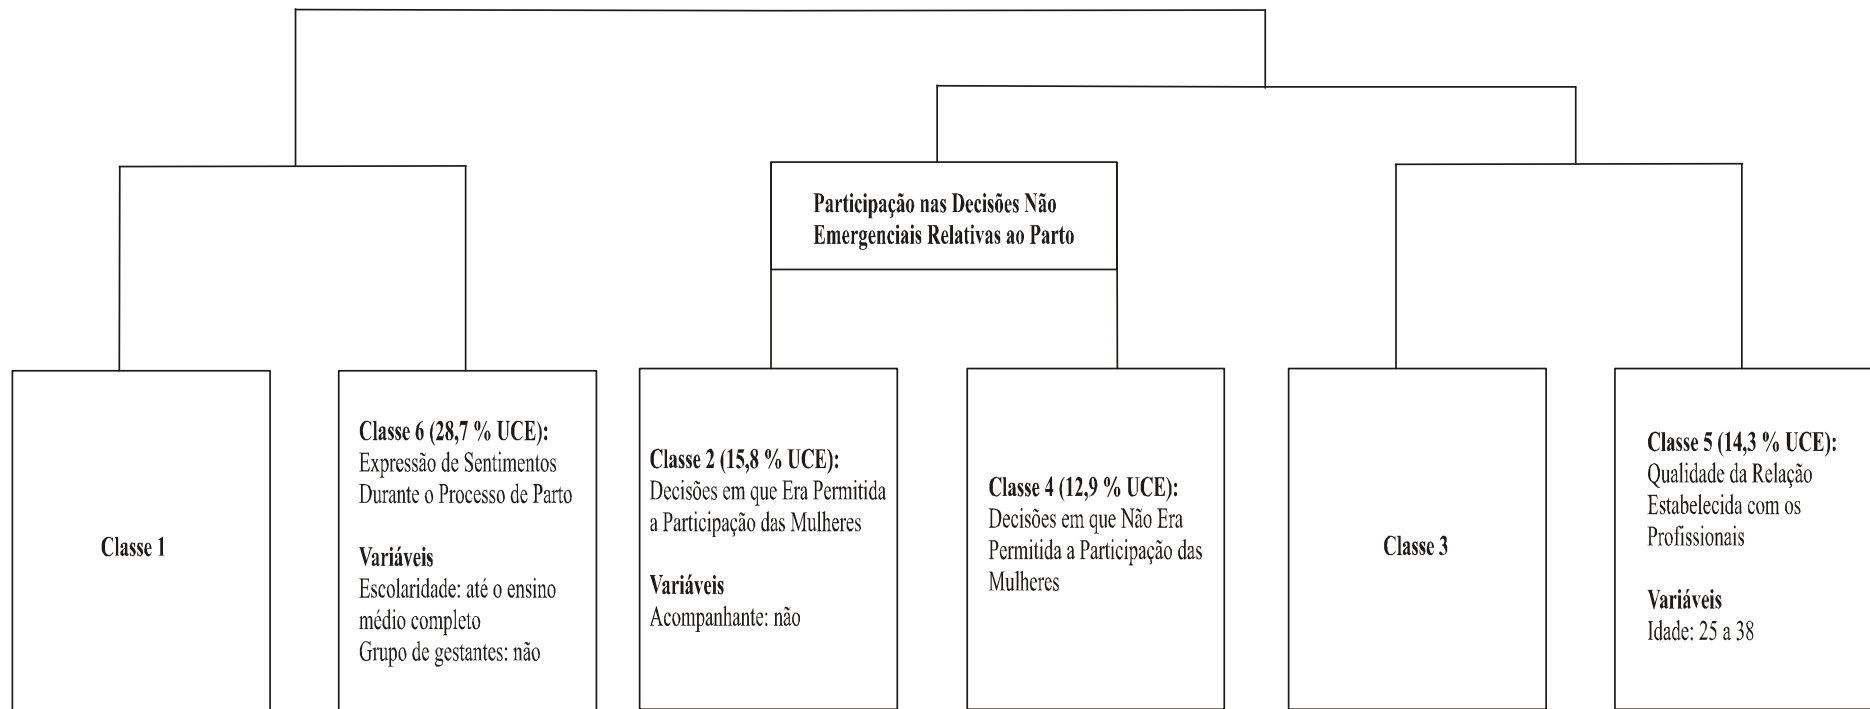 Participação nas Decisões Não
Emergenciais Relativas ao Parto
Classe 1
Classe 6 (28,7 % UCE):
Expressão de Sentimentos
Durante o Processo de Parto
Variáveis
Escolaridade: até o ensino
médio completo
Grupo de gestantes: não
Classe 2 (15,8 % UCE):
Decisões em que Era Permitida
a Participação das Mulheres
Variáveis
Acompanhante: não
Classe 4 (12,9 % UCE):
Decisões em que Não Era
Permitida a Participação das
Mulheres
Classe 3
Classe 5 (14,3 % UCE):
Qualidade da Relação
Estabelecida com os
Profissionais
Variáveis
Idade: 25 a 38